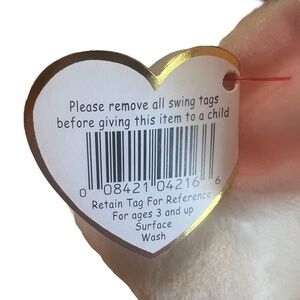 Please remove all swing tags
before giving this item to a child
0 08421 04216 6
Retain Tag For Reference
For ages 3 and up
Surface
Wash